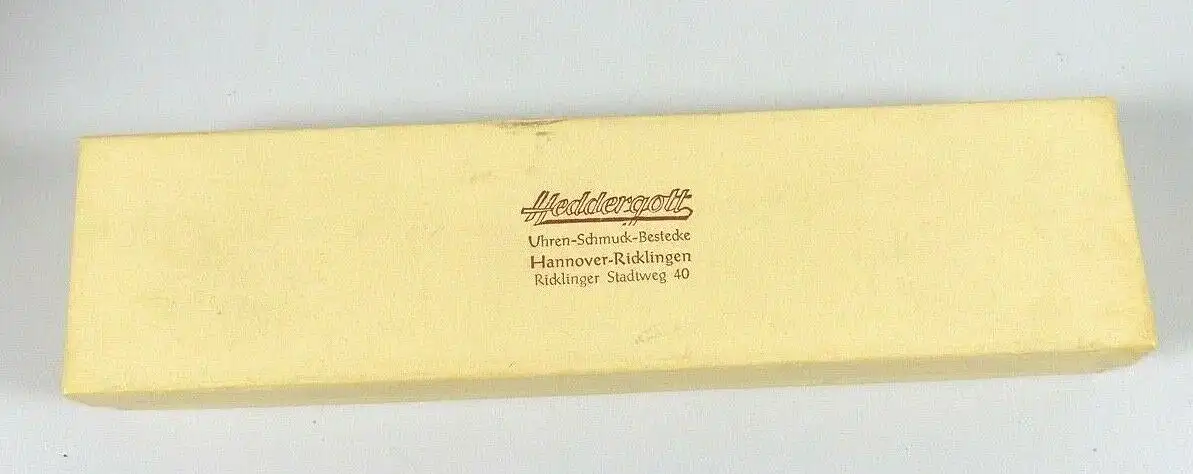 Heddergott
Uhren-Schmuck-Bestecke
Hannover-Ricklingen
Ricklinger Stadtweg 40